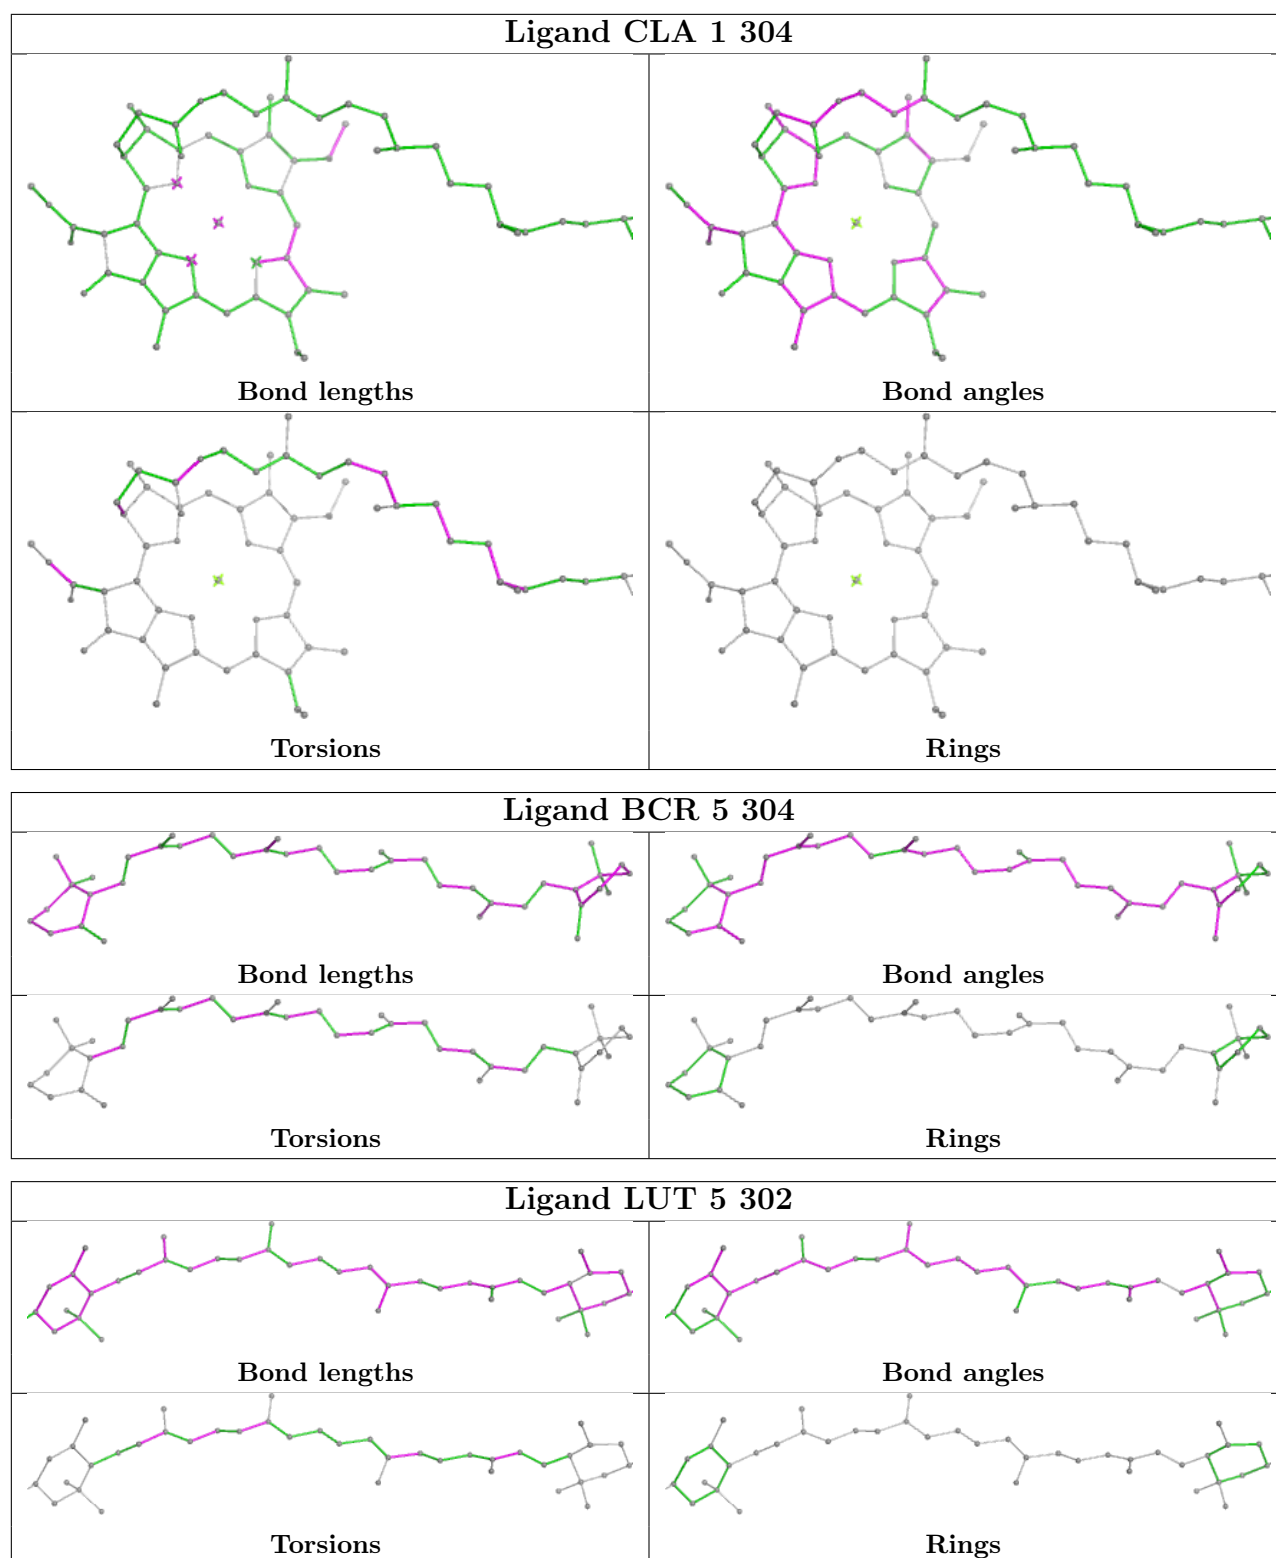 Ligand CLA 1 304
Bond lengths
Bond angles
Torsions
Rings
Ligand BCR 5 304
Bond lengths
Bond angles
Torsions
Rings
Ligand LUT 5 302
Bond lengths
Bond angles
Torsions
Rings